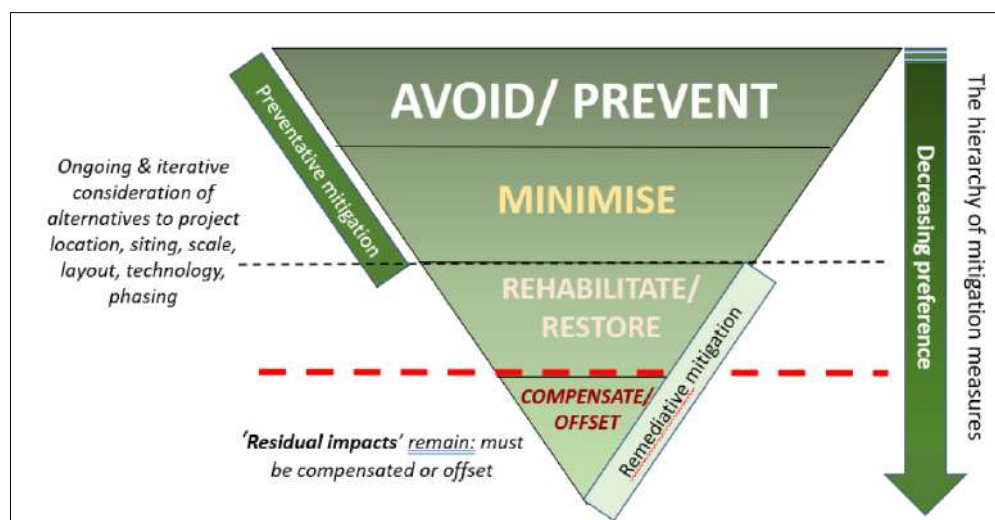 AVOID/ PREVENT
Preventative mitigation
Ongoing & iterative
consideration of
alternatives to project
location, siting, scale,
layout, technology,
phasing
MINIMISE
REHABILITATE/
RESTORE
COMPENSATE/
OFFSET
Remediative mitigation
'Residual impacts' remain: must
be compensated or offset
Decreasing preference
The hierarchy of mitigation measures